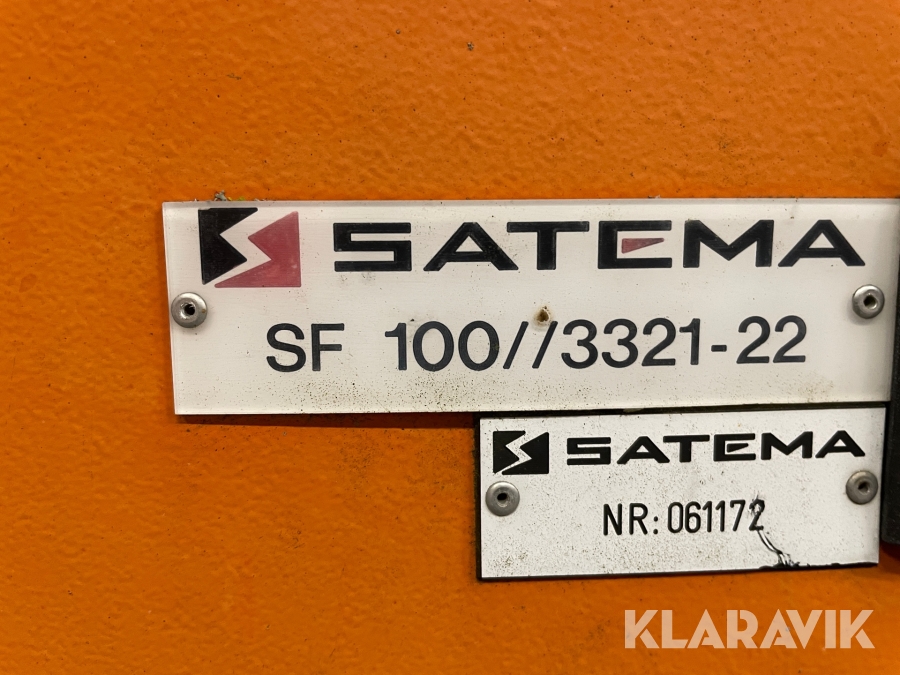 SATEMA
SF 100//3321-22
SATEMA
NR: 061172
KLARAVIK